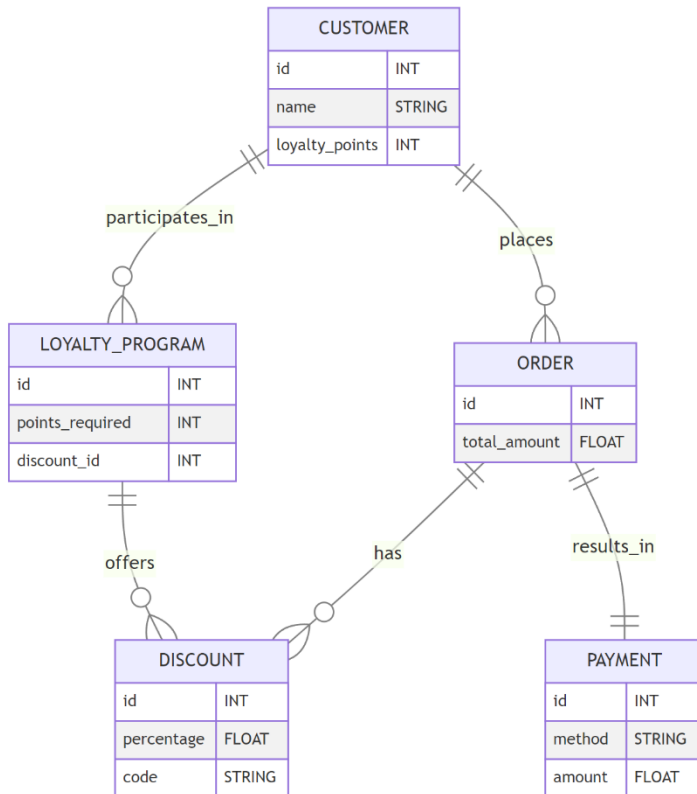 CUSTOMER
id INT
name STRING
loyalty_points INT
participates_in
places
LOYALTY_PROGRAM
id INT
points_required INT
discount_id INT
ORDER
id INT
total_amount FLOAT
offers
has
results_in
DISCOUNT
id INT
percentage FLOAT
code STRING
PAYMENT
id INT
method STRING
amount FLOAT